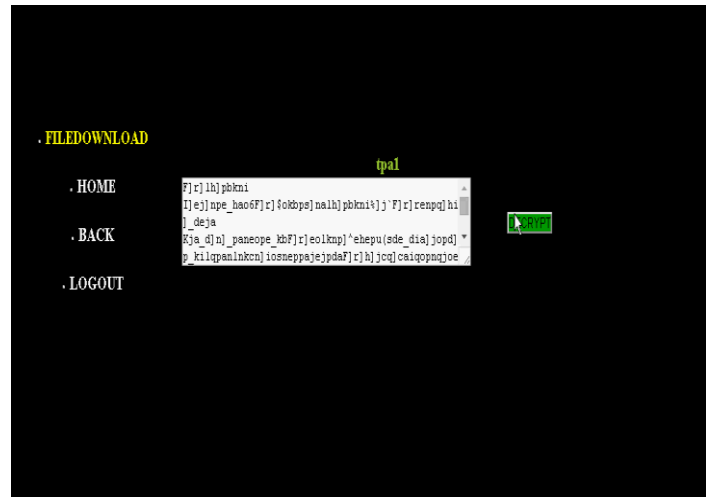 . FILEDOWNLOAD
tpa1
. HOME
F]r]lh]pbkni
I]ej]npe_hao6F]r]$okbps]nalh]pbkni%]j`F]r]renpq]hi
]_deja
. BACK
Kja_d]n]_paneope_kbF]r]eolknp]^ehepu(sde_dia]jopd]
p_kilqpanlnkcn]iosneppajejpdaF]r]h]jcq]caiqopnqjoe
. LOGOUT